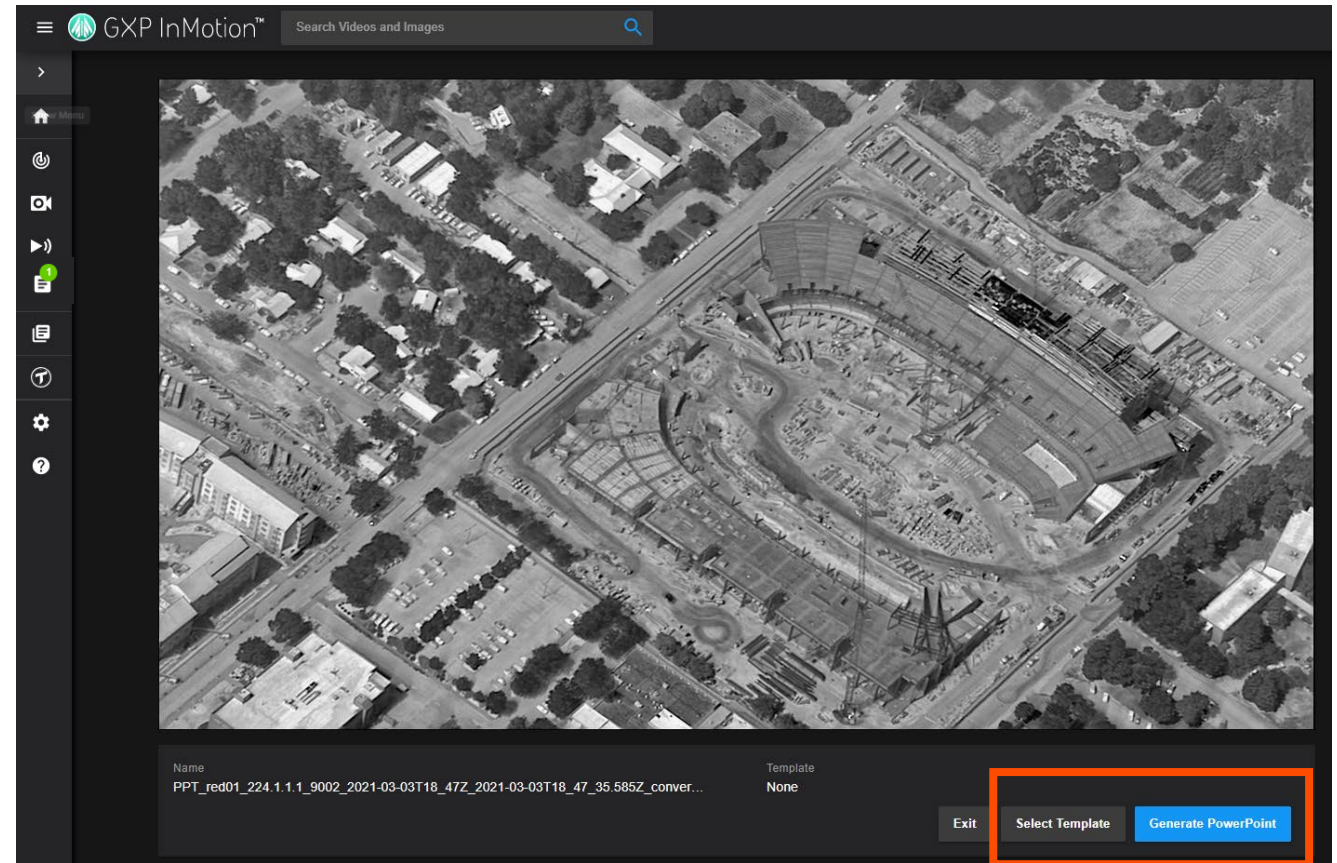 GXP InMotion™
Search Videos and Images
Menu
1
Name
Template
PPT_red01_224.1.1.1_9002_2021-03-03T18_47Z_2021-03-03T18_47_35.585Z_conver...
None
Exit
Select Template
Generate PowerPoint